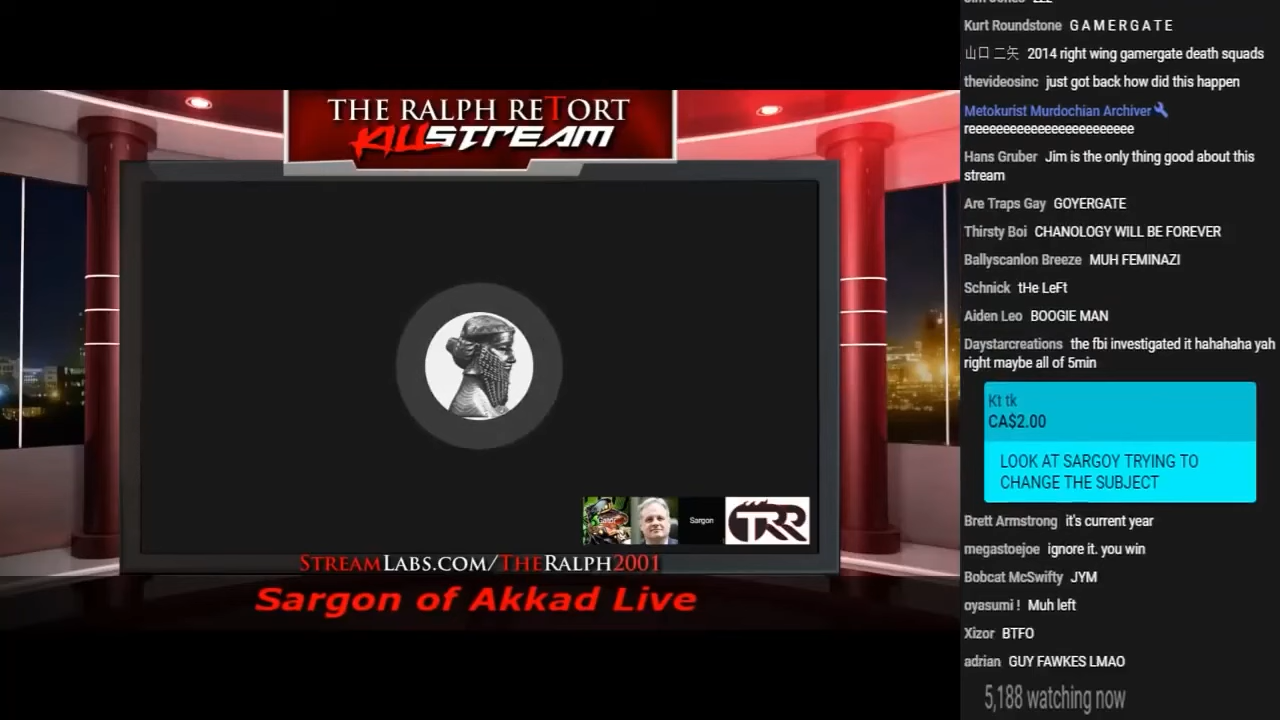 THE RALPH RETORT
KILLSTREAM
Gator
Sargon
TRR
STREAMLABS.COM/THERALPH2001
Sargon of Akkad Live
Kurt Roundstone G A M E R G A T E
山口 二矢 2014 right wing gamergate death squads
thevideosinc just got back how did this happen
Metokurist Murdochian Archiver
reeeeeeeeeeeeeeeeeeeeeeee
Hans Gruber Jim is the only thing good about this
stream
Are Traps Gay GOYERGATE
Thirsty Boi CHANOLOGY WILL BE FOREVER
Ballyscanlon Breeze MUH FEMINAZI
Schnick tHe LeFt
Aiden Leo BOOGIE MAN
Daystarcreations the fbi investigated it hahahaha yah
right maybe all of 5min
Kt tk
CA$2.00
LOOK AT SARGOY TRYING TO
CHANGE THE SUBJECT
Brett Armstrong it's current year
megastoejoe ignore it. you win
Bobcat McSwifty JYM
oyasumi ! Muh left
Xizor BTFO
adrian GUY FAWKES LMAO
5,188 watching now